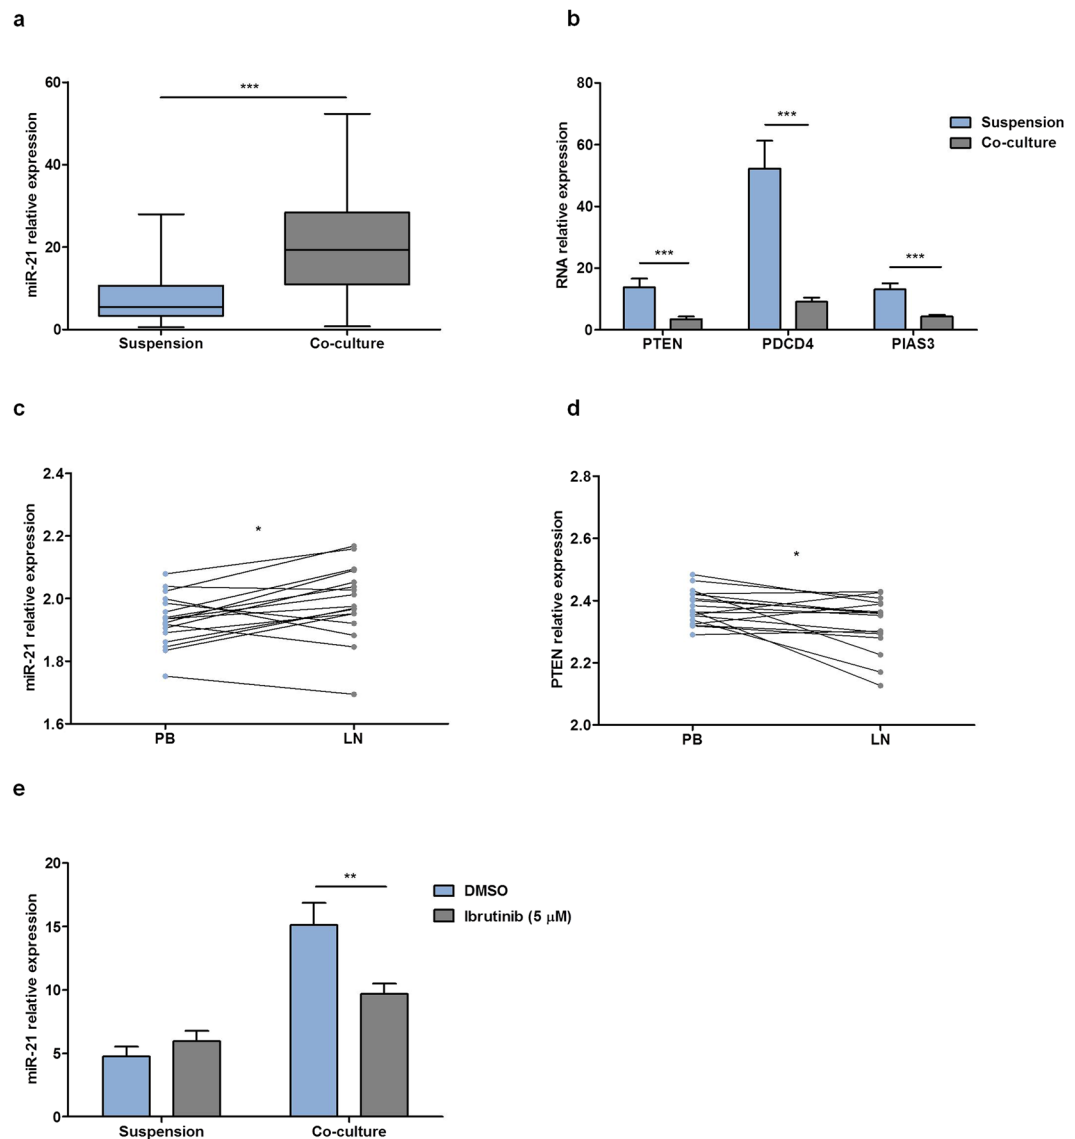 a
miR-21 relative expression
60
40
20
0
***
Suspension
Co-culture
b
RNA relative expression
80
60
40
20
0
***
***
***
PTEN
PDCD4
PIAS3
Suspension
Co-culture
c
miR-21 relative expression
2.4
2.2
2.0
1.8
1.6
*
PB
LN
d
PTEN relative expression
2.8
2.6
2.4
2.2
2.0
*
PB
LN
e
miR-21 relative expression
20
15
10
5
0
**
Suspension
Co-culture
DMSO
Ibrutinib (5 μM)